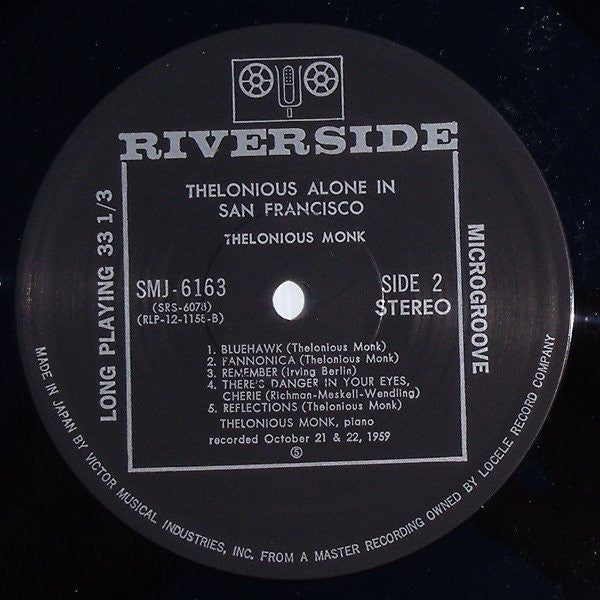 RIVERSIDE
THELONIOUS ALONE IN
SAN FRANCISCO
THELONIOUS MONK
LONG PLAYING 33 1/3
MICROGROOVE
SMJ-6163
(SRS-6078)
(RLP-12-1158-B)
SIDE 2
STEREO
1. BLUEHAWK (Thelonious Monk)
2. PANNONICA (Thelonious Monk)
3. REMEMBER (Irving Berlin)
4. THERE'S DANGER IN YOUR EYES,
CHERIE (Richman-Meskell-Wendling)
5. REFLECTIONS (Thelonious Monk)
THELONIOUS MONK, piano
recorded October 21 & 22, 1959
⑤
MADE IN JAPAN BY VICTOR MUSICAL INDUSTRIES, INC. FROM A MASTER RECORDING OWNED BY LOCELE RECORD COMPANY